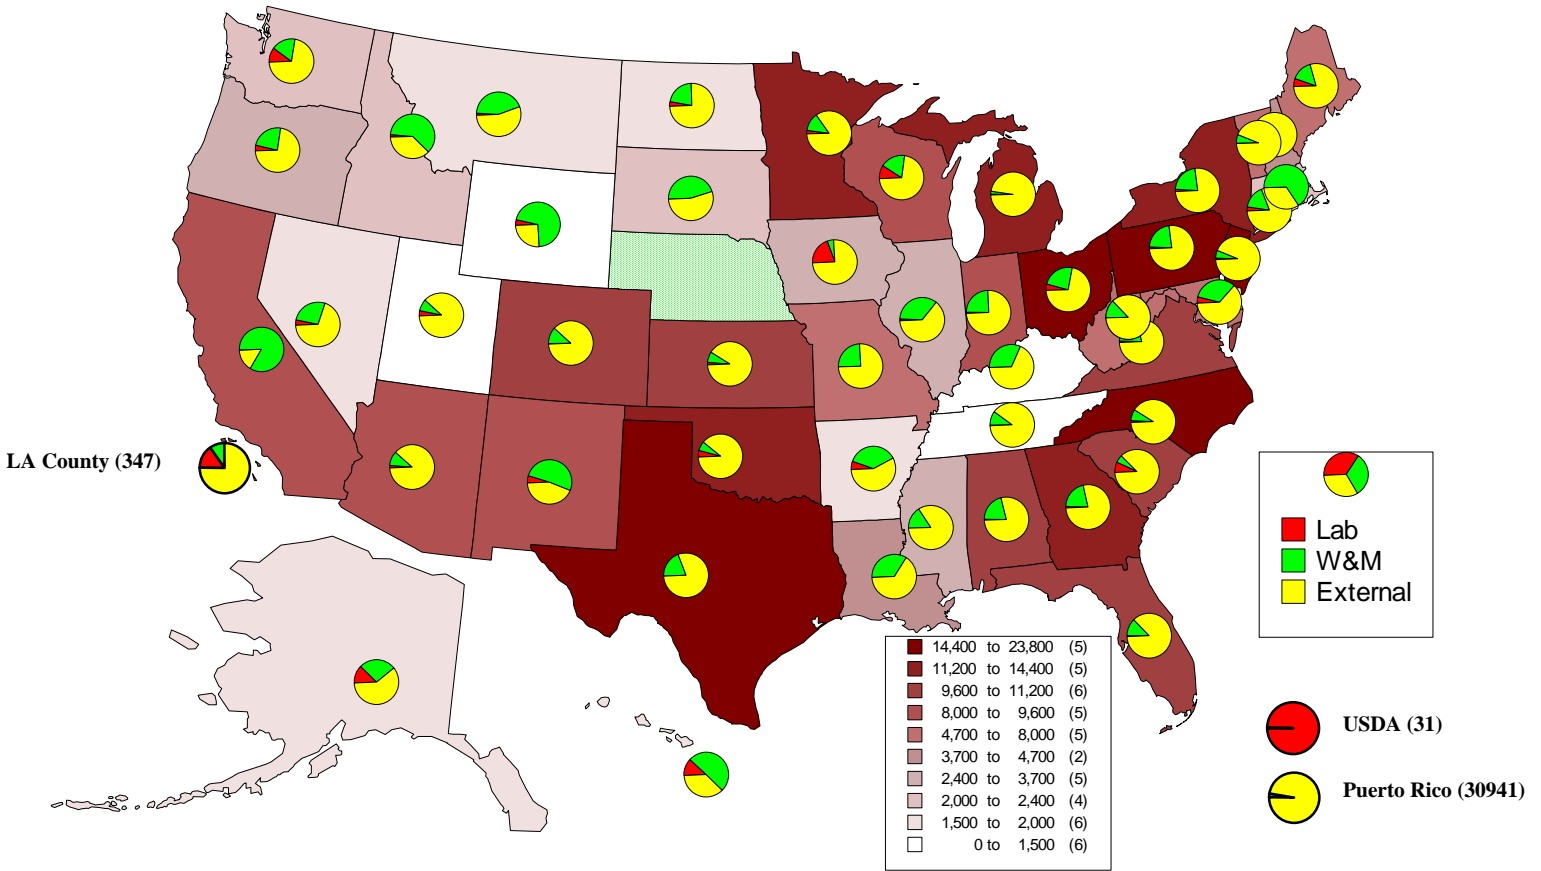 LA County (347)
Lab
W&M
External
14,400 to 23,800 (5)
11,200 to 14,400 (5)
9,600 to 11,200 (6)
8,000 to 9,600 (5)
4,700 to 8,000 (5)
3,700 to 4,700 (2)
2,400 to 3,700 (5)
2,000 to 2,400 (4)
1,500 to 2,000 (6)
0 to 1,500 (6)
USDA (31)
Puerto Rico (30941)